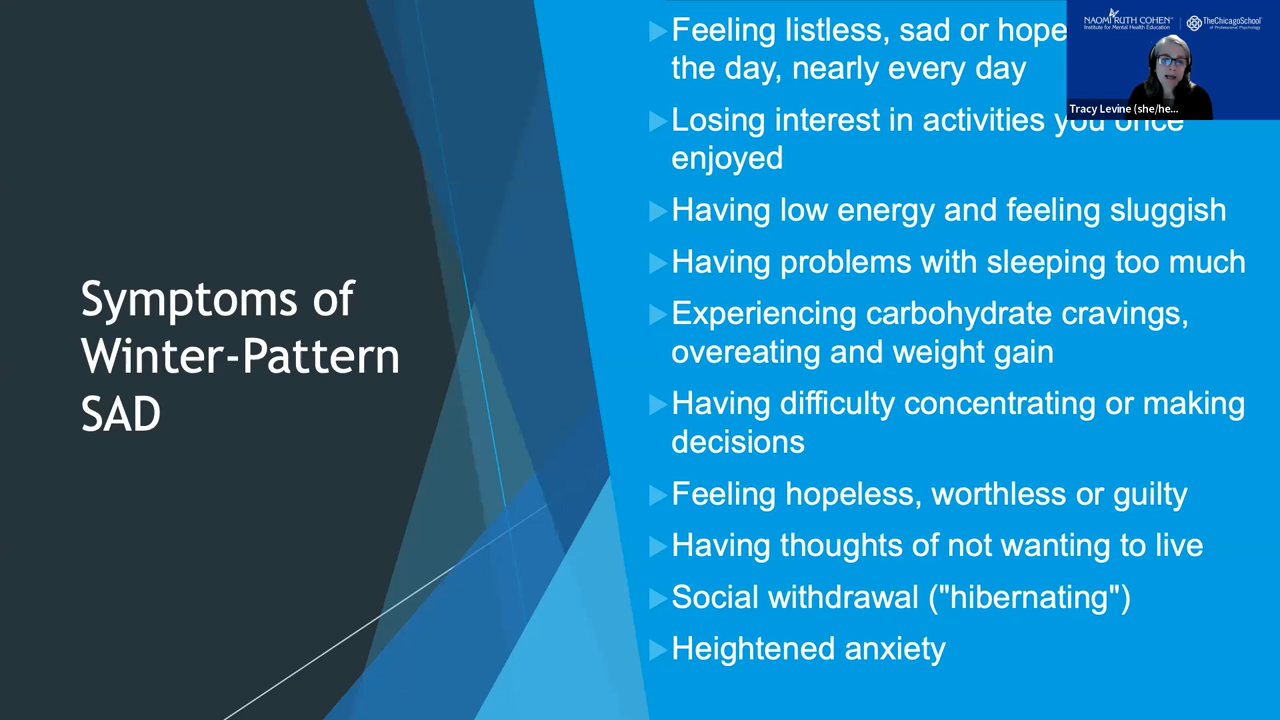 Symptoms of
Winter-Pattern
SAD
Feeling listless, sad or hope
the day, nearly every day
Losing interest in activities you once
enjoyed
Having low energy and feeling sluggish
Having problems with sleeping too much
Experiencing carbohydrate cravings,
overeating and weight gain
Having difficulty concentrating or making
decisions
Feeling hopeless, worthless or guilty
Having thoughts of not wanting to live
Social withdrawal ("hibernating")
Heightened anxiety
NAOMI RUTH COHEN
Institute for Mental Health Education
TheChicagoSchool
of Professional Psychology
Tracy Levine (she/he...